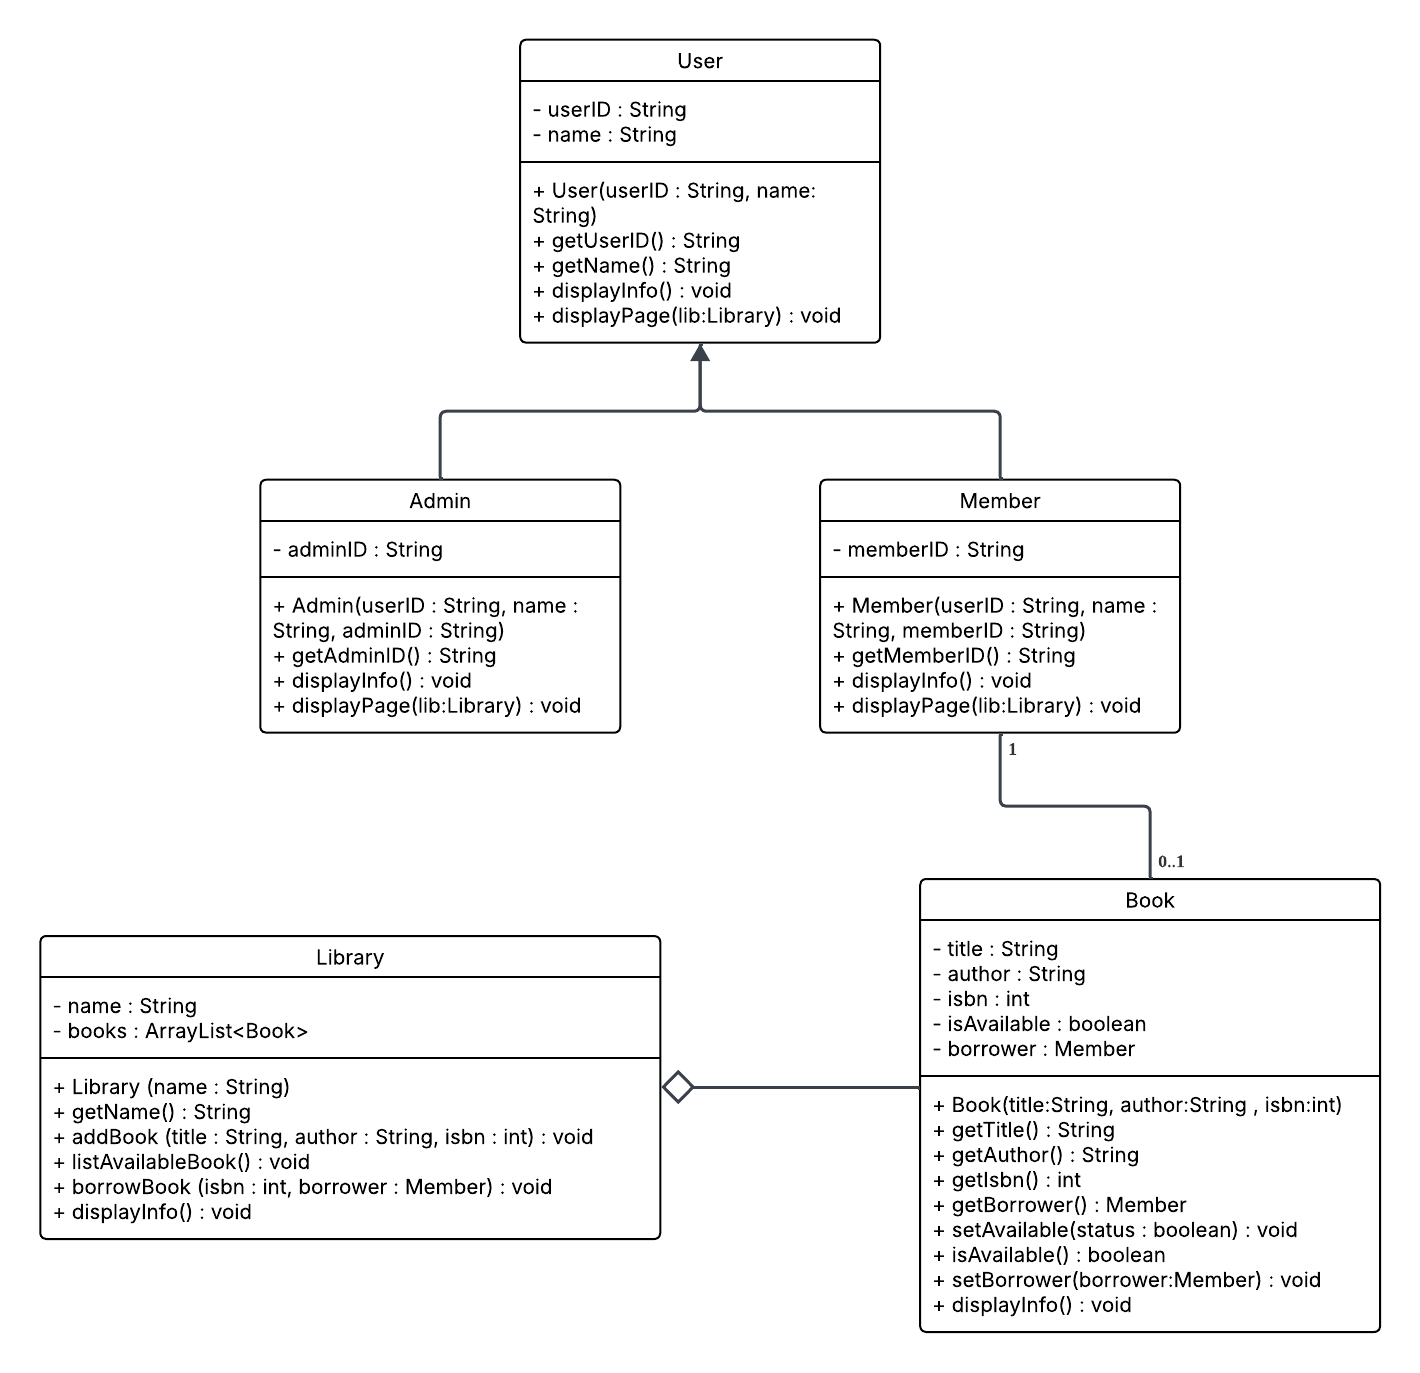 User
- userID : String
- name : String
+ User(userID : String, name:
String)
+ getUserID() : String
+ getName() : String
+ displayInfo() : void
+ displayPage(lib:Library) : void
Admin
- adminID : String
+ Admin(userID : String, name :
String, adminID : String)
+ getAdminID() : String
+ displayInfo() : void
+ displayPage(lib:Library) : void
Member
- memberID : String
+ Member(userID : String, name :
String, memberID : String)
+ getMemberID() : String
+ displayInfo() : void
+ displayPage(lib:Library) : void
1
0..1
Library
- name : String
- books : ArrayList<Book>
+ Library (name : String)
+ getName() : String
+ addBook (title : String, author : String, isbn : int) : void
+ listAvailableBook() : void
+ borrowBook (isbn : int, borrower : Member) : void
+ displayInfo() : void
Book
- title : String
- author : String
- isbn : int
- isAvailable : boolean
- borrower : Member
+ Book(title:String, author:String , isbn:int)
+ getTitle() : String
+ getAuthor() : String
+ getIsbn() : int
+ getBorrower() : Member
+ setAvailable(status : boolean) : void
+ isAvailable() : boolean
+ setBorrower(borrower:Member) : void
+ displayInfo() : void